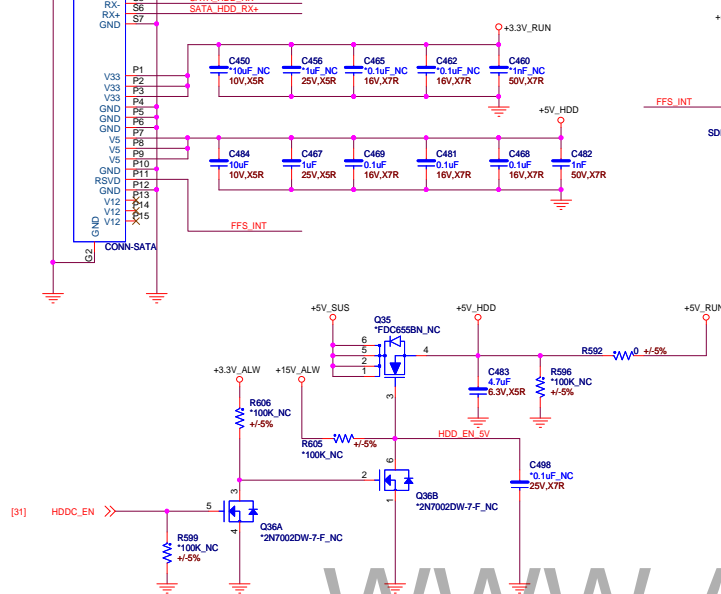 RX-
S5
SATA_HDD_RX-
RX+
S6
SATA_HDD_RX+
GND
S7
+3.3V_RUN
V33
P1
V33
P2
V33
P3
GND
P4
GND
P5
GND
P6
V5
P7
V5
P8
V5
P9
GND
P10
RSVD
P11
GND
P12
V12
P13
V12
P14
V12
P15
GND
G2
CONN-SATA
C450
*10uF_NC
10V,X5R
C456
*1uF_NC
25V,X5R
C465
*0.1uF_NC
16V,X7R
C462
*0.1uF_NC
16V,X7R
C460
*1nF_NC
50V,X7R
+5V_HDD
FFS_INT
C484
10uF
10V,X5R
C467
1uF
25V,X5R
C469
0.1uF
16V,X7R
C481
0.1uF
16V,X7R
C468
0.1uF
16V,X7R
C482
1nF
50V,X7R
FFS_INT
+5V_SUS
Q35
*FDC655BN_NC
6
5
2
1
4
3
+5V_HDD
+5V_RUN
C483
4.7uF
6.3V,X5R
R592
0
+/-5%
R596
*100K_NC
+/-5%
+3.3V_ALW
+15V_ALW
R606
*100K_NC
+/-5%
R605
*100K_NC
+/-5%
HDD_EN_5V
C498
*0.1uF_NC
25V,X7R
6
2
1
Q36B
*2N7002DW-7-F_NC
[31]
HDDC_EN
3
5
4
Q36A
*2N7002DW-7-F_NC
R599
*100K_NC
+/-5%